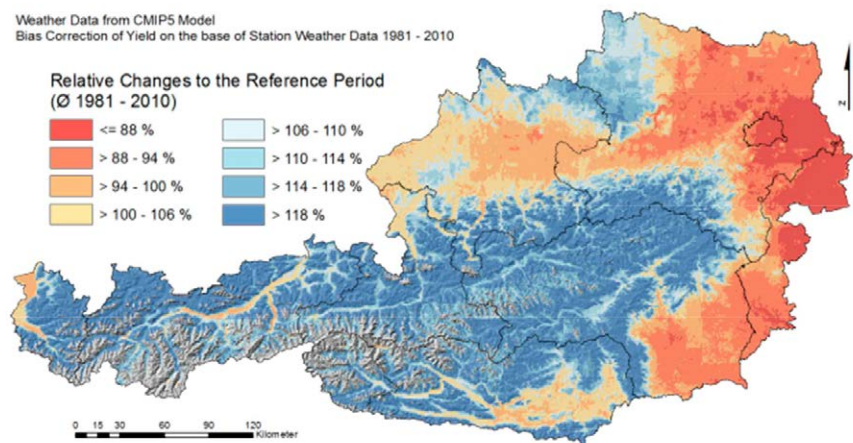 Weather Data from CMIP5 Model
Bias Correction of Yield on the base of Station Weather Data 1981 - 2010
Relative Changes to the Reference Period
(Ø 1981 - 2010)
<= 88 %
> 88 - 94 %
> 94 - 100 %
> 100 - 106 %
> 106 - 110 %
> 110 - 114 %
> 114 - 118 %
> 118 %
N
0 15 30 60 90 120
Kilometer